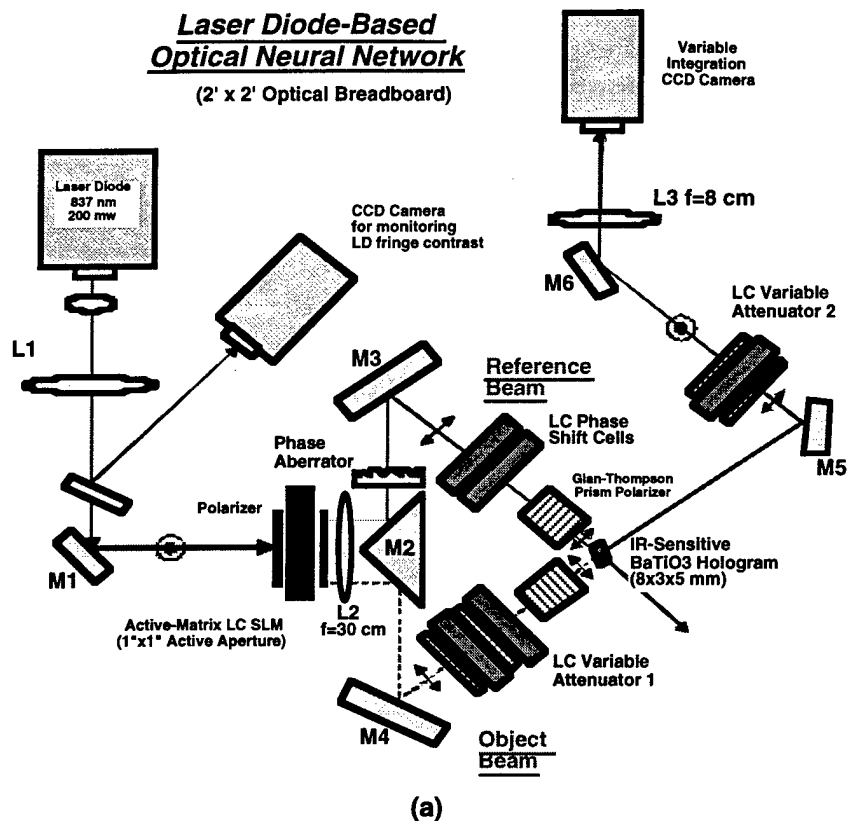 Laser Diode-Based
Optical Neural Network
(2' x 2' Optical Breadboard)
Variable
Integration
CCD Camera
Laser Diode
837 nm
200 mw
CCD Camera
for monitoring
LD fringe contrast
L3 f=8 cm
M6
LC Variable
Attenuator 2
L1
M3
Reference
Beam
LC Phase
Shift Cells
M5
Phase
Aberrator
Glan-Thompson
Prism Polarizer
Polarizer
M2
IR-Sensitive
BaTiO3 Hologram
(8x3x5 mm)
M1
L2
f=30 cm
Active-Matrix LC SLM
(1"x1" Active Aperture)
LC Variable
Attenuator 1
M4
Object
Beam
(a)